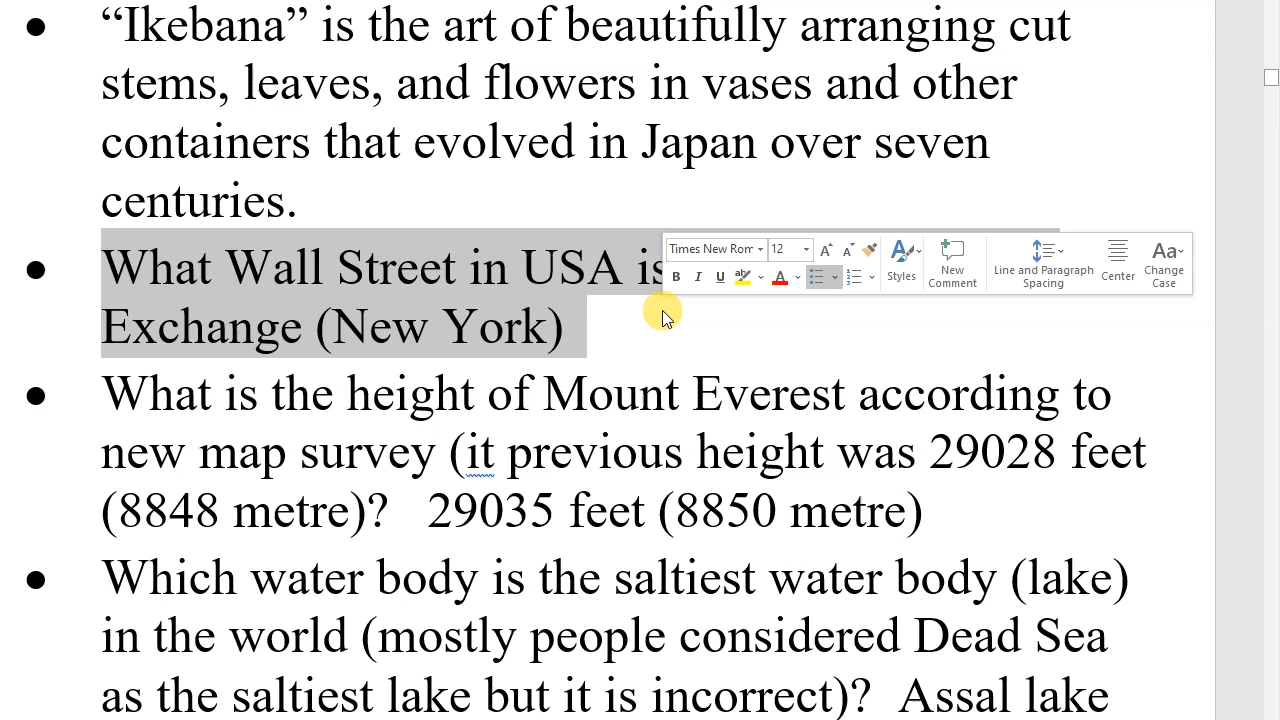 ● “Ikebana” is the art of beautifully arranging cut
stems, leaves, and flowers in vases and other
containers that evolved in Japan over seven
centuries.
● What Wall Street in USA is
Times New Rom 12 A A A Styles New Comment Line and Paragraph Spacing Center Aa Change Case
B I U ab A
Exchange (New York)
● What is the height of Mount Everest according to
new map survey (it previous height was 29028 feet
(8848 metre)? 29035 feet (8850 metre)
● Which water body is the saltiest water body (lake)
in the world (mostly people considered Dead Sea
as the saltiest lake but it is incorrect)? Assal lake